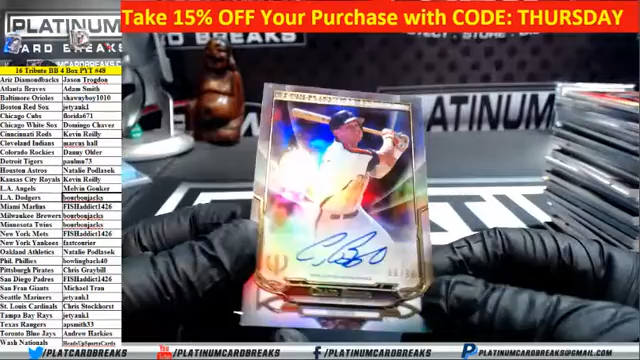 Take 15% OFF Your Purchase with CODE: THURSDAY
PLATINUM
CARD BREAKS
PLATINUM
16 Tribute BB 4 Box PYT #48
Ariz Diamondbacks Jason Trogdon
Atlanta Braves Adam Smith
Baltimore Orioles shawnyboy1010
Boston Red Sox jetyank1
Chicago Cubs florida671
Chicago White Sox Domingo Chavez
Cincinnati Reds Kevin Reilly
Cleveland Indians marcus hall
Colorado Rockies Danny Older
Detroit Tigers paulnn73
Houston Astros Natalie Podlasek
Kansas City Royals Kevin Reilly
L.A. Angels Melvin Gouker
L.A. Dodgers bourbonjacks
Miami Marlins FISHaddict1426
Milwaukee Brewers bourbonjacks
Minnesota Twins bourbonjacks
New York Mets FISHaddict1426
New York Yankees fastcourier
Oakland Athletics Natalie Podlasek
Phil. Phillies bowlingback40
Pittsburgh Pirates Chris Graybill
San Diego Padres FISHaddict1426
San Fran Giants Michael Tran
Seattle Mariners jetyank1
St. Louis Cardinals Chris Stockhorst
Tampa Bay Rays jetyank1
Texas Rangers apsmith33
Toronto Blue Jays Andrew Harkies
Wash Nationals HeadsUpSportsCards
/PLATCARDBREAKS /PLATINUMCARDBREAKS @PLATINUMCARDBREAKS /PLATINUMCARDBREAKS